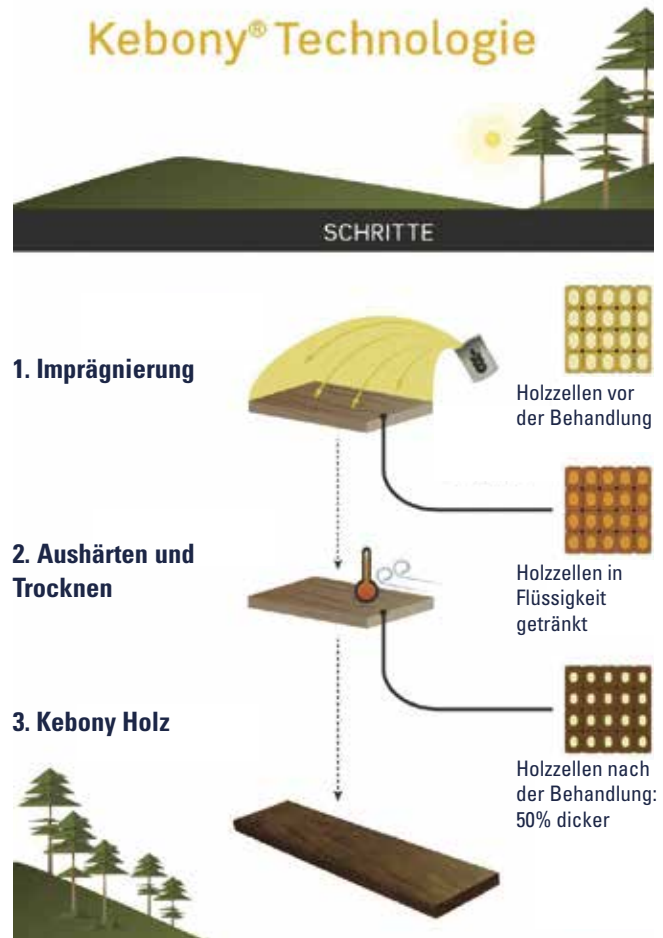 Kebony® Technologie
SCHRITTE
1. Imprägnierung
Holzzellen vor
der Behandlung
Holzzellen in
Flüssigkeit
getränkt
2. Aushärten und
Trocknen
Holzzellen nach
der Behandlung:
50% dicker
3. Kebony Holz